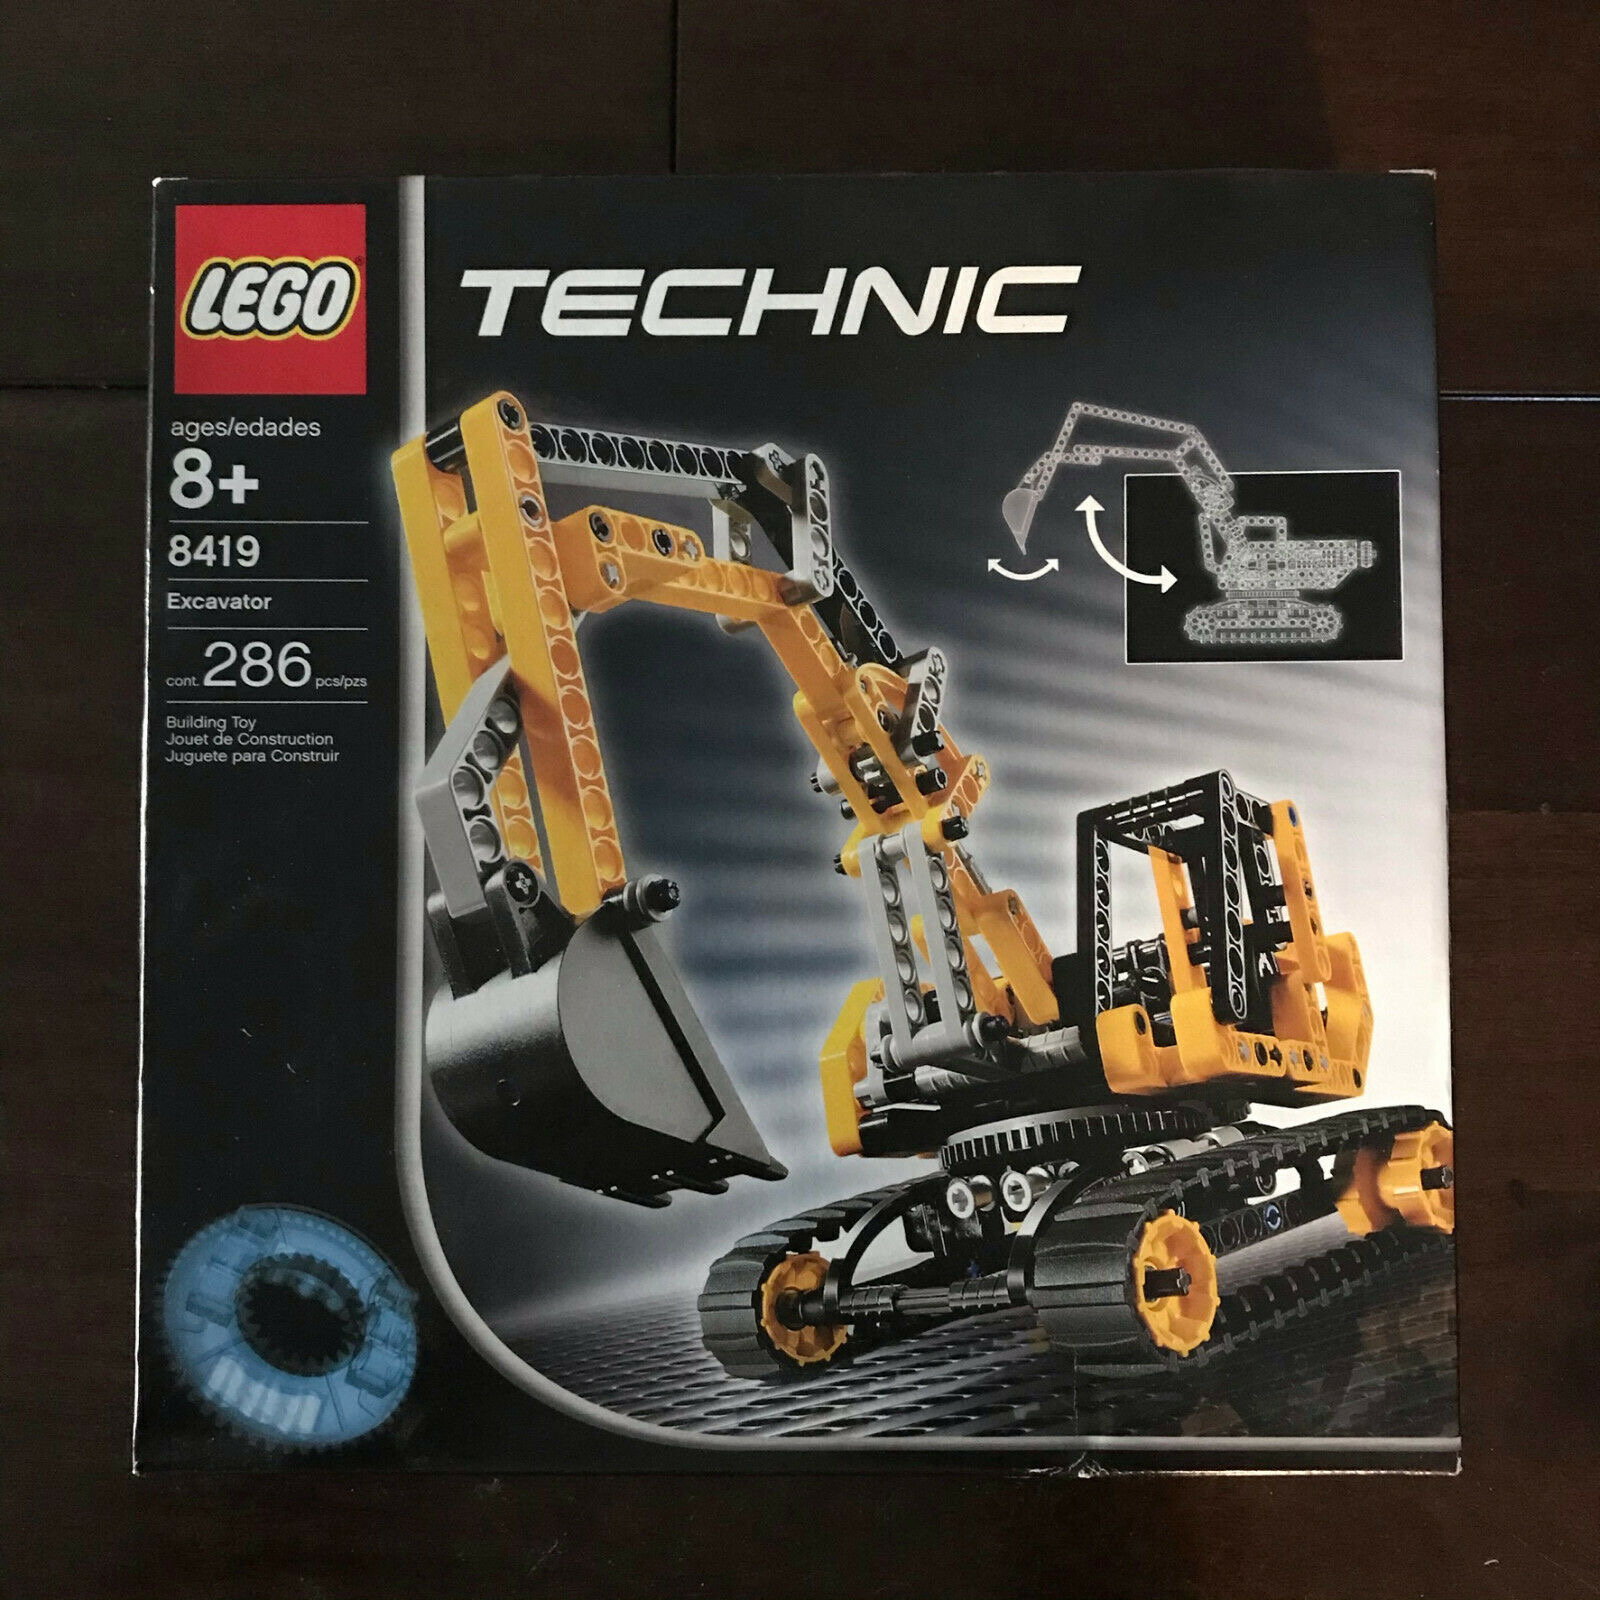 LEGO®
TECHNIC
ages/edades
8+
8419
Excavator
cont. 286 pcs/pzs
Building Toy
Jouet de Construction
Juguete para Construir